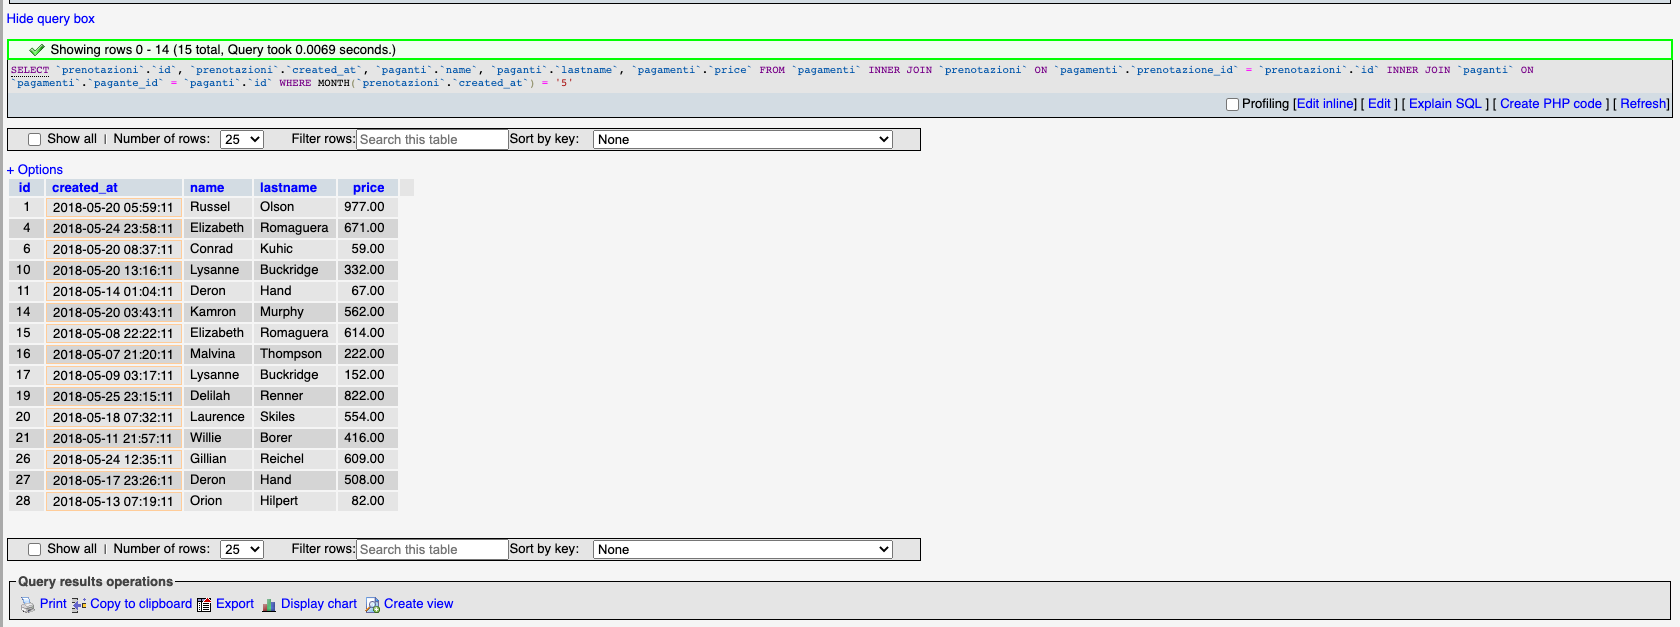 Hide query box
Showing rows 0 - 14 (15 total, Query took 0.0069 seconds.)
SELECT `prenotazioni`.`id`, `prenotazioni`.`created_at`, `paganti`.`name`, `paganti`.`lastname`, `pagamenti`.`price` FROM `pagamenti` INNER JOIN `prenotazioni` ON `pagamenti`.`prenotazione_id` = `prenotazioni`.`id` INNER JOIN `paganti` ON
`pagamenti`.`pagante_id` = `paganti`.`id` WHERE MONTH(`prenotazioni`.`created_at`) = '5'
Profiling [Edit inline] [ Edit ] [ Explain SQL ] [ Create PHP code ] [ Refresh]
Show all | Number of rows: 25 Filter rows: Search this table Sort by key: None
+ Options
id created_at name lastname price
1 2018-05-20 05:59:11 Russel Olson 977.00
4 2018-05-24 23:58:11 Elizabeth Romaguera 671.00
6 2018-05-20 08:37:11 Conrad Kuhic 59.00
10 2018-05-20 13:16:11 Lysanne Buckridge 332.00
11 2018-05-14 01:04:11 Deron Hand 67.00
14 2018-05-20 03:43:11 Kamron Murphy 562.00
15 2018-05-08 22:22:11 Elizabeth Romaguera 614.00
16 2018-05-07 21:20:11 Malvina Thompson 222.00
17 2018-05-09 03:17:11 Lysanne Buckridge 152.00
19 2018-05-25 23:15:11 Delilah Renner 822.00
20 2018-05-18 07:32:11 Laurence Skiles 554.00
21 2018-05-11 21:57:11 Willie Borer 416.00
26 2018-05-24 12:35:11 Gillian Reichel 609.00
27 2018-05-17 23:26:11 Deron Hand 508.00
28 2018-05-13 07:19:11 Orion Hilpert 82.00
Show all | Number of rows: 25 Filter rows: Search this table Sort by key: None
Query results operations
Print Copy to clipboard Export Display chart Create view